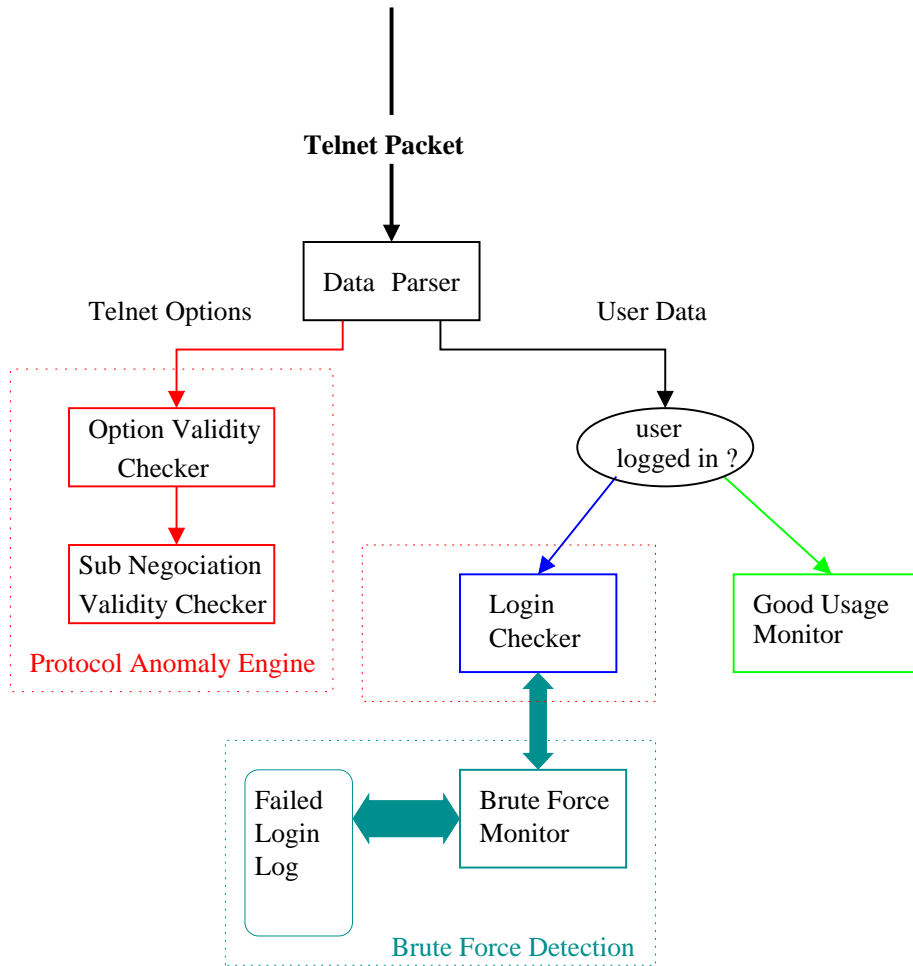 Telnet Packet
Data Parser
Telnet Options
User Data
Option Validity
Checker
user
logged in ?
Sub Negociation
Validity Checker
Login
Checker
Good Usage
Monitor
Protocol Anomaly Engine
Failed
Login
Log
Brute Force
Monitor
Brute Force Detection